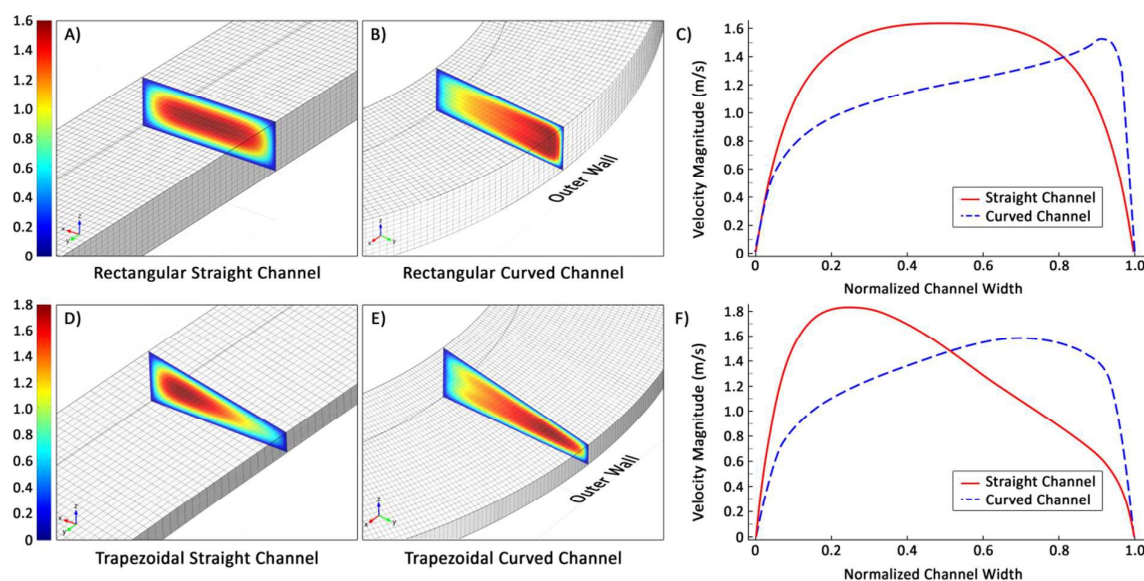 1.6
1.4
1.2
1.0
0.8
0.6
0.4
0.2
0
A)
x
y
z
Rectangular Straight Channel
B)
Outer Wall
x
y
z
Rectangular Curved Channel
C)
Velocity Magnitude (m/s)
1.6
1.4
1.2
1.0
0.8
0.6
0.4
0.2
0
Straight Channel
Curved Channel
0
0.2
0.4
0.6
0.8
1.0
Normalized Channel Width
1.8
1.6
1.4
1.2
1.0
0.8
0.6
0.4
0.2
0
D)
x
y
z
Trapezoidal Straight Channel
E)
Outer Wall
x
y
z
Trapezoidal Curved Channel
F)
Velocity Magnitude (m/s)
1.8
1.6
1.4
1.2
1.0
0.8
0.6
0.4
0.2
0
Straight Channel
Curved Channel
0
0.2
0.4
0.6
0.8
1.0
Normalized Channel Width